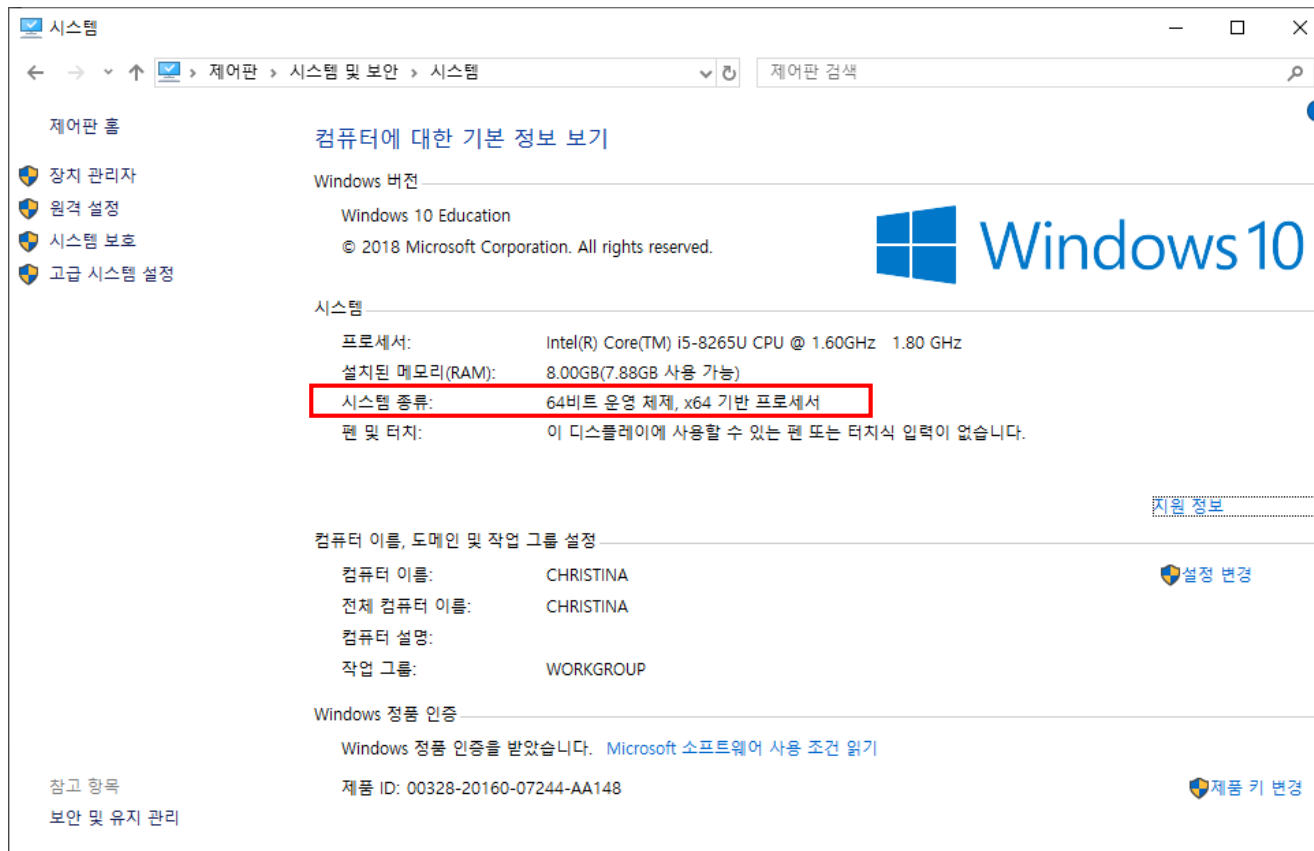 시스템
제어판 › 시스템 및 보안 › 시스템
제어판 검색
제어판 홈
장치 관리자
원격 설정
시스템 보호
고급 시스템 설정
컴퓨터에 대한 기본 정보 보기
Windows 버전
Windows 10 Education
© 2018 Microsoft Corporation. All rights reserved.
Windows 10
시스템
프로세서: Intel(R) Core(TM) i5-8265U CPU @ 1.60GHz 1.80 GHz
설치된 메모리(RAM): 8.00GB(7.88GB 사용 가능)
시스템 종류: 64비트 운영 체제, x64 기반 프로세서
펜 및 터치: 이 디스플레이에 사용할 수 있는 펜 또는 터치식 입력이 없습니다.
지원 정보
컴퓨터 이름, 도메인 및 작업 그룹 설정
컴퓨터 이름: CHRISTINA
설정 변경
전체 컴퓨터 이름: CHRISTINA
컴퓨터 설명:
작업 그룹: WORKGROUP
Windows 정품 인증
Windows 정품 인증을 받았습니다. Microsoft 소프트웨어 사용 조건 읽기
제품 ID: 00328-20160-07244-AA148
제품 키 변경
참고 항목
보안 및 유지 관리